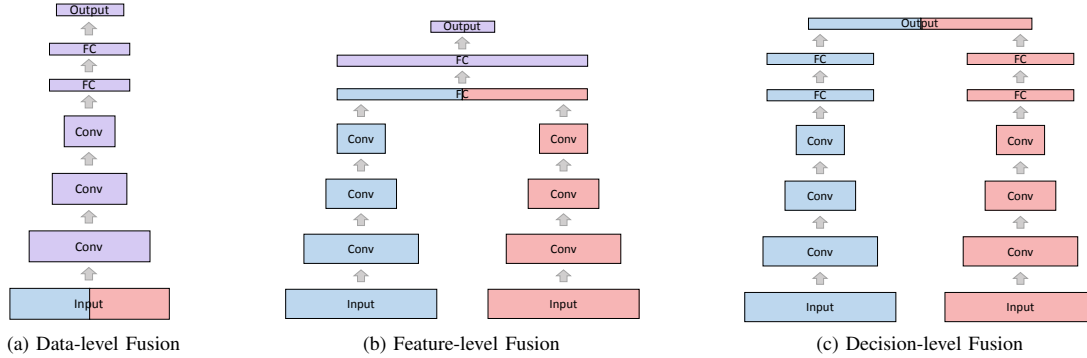 Output
FC
FC
Conv
Conv
Conv
Input
(a) Data-level Fusion
Output
FC
FC
Conv Conv
Conv Conv
Conv Conv
Input Input
(b) Feature-level Fusion
Output
FC FC
FC FC
Conv Conv
Conv Conv
Conv Conv
Input Input
(c) Decision-level Fusion